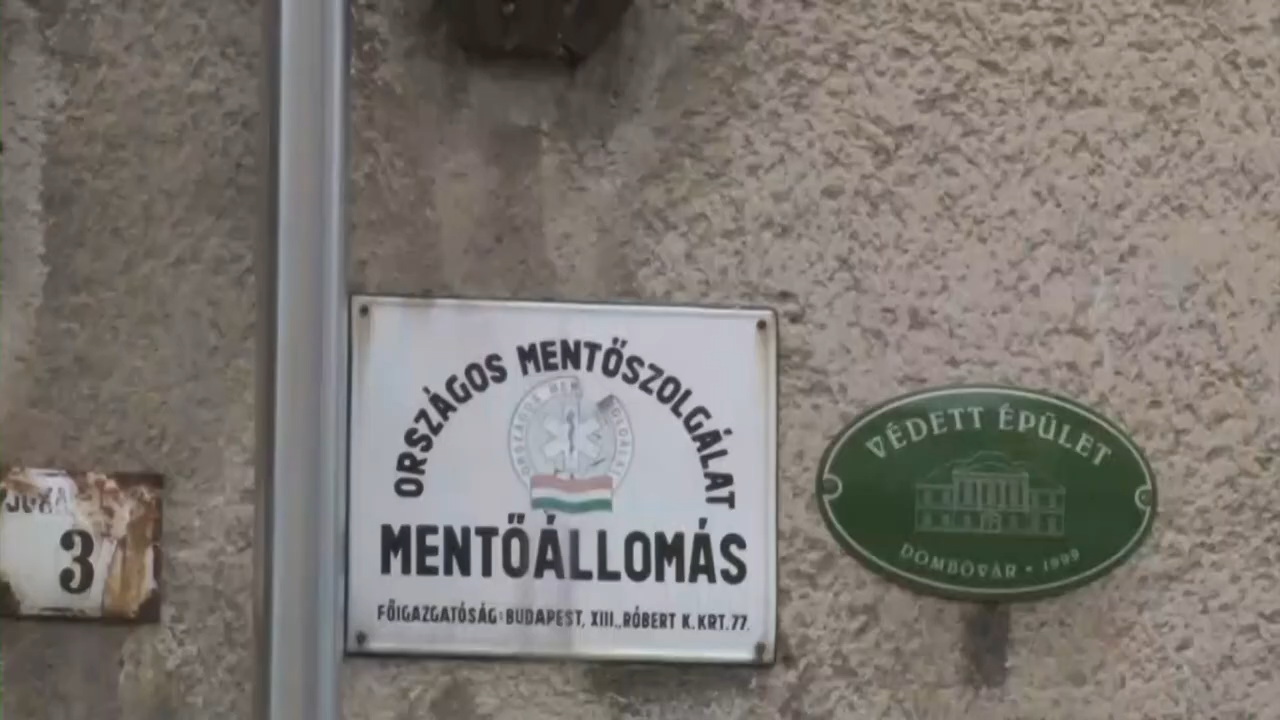 3
ORSZÁGOS MENTŐSZOLGÁLAT
MENTŐÁLLOMÁS
FŐIGAZGATÓSÁG: BUDAPEST, XIII., RÓBERT K. KRT. 77.
VÉDETT ÉPÜLET
DOMBÓVÁR • 1999